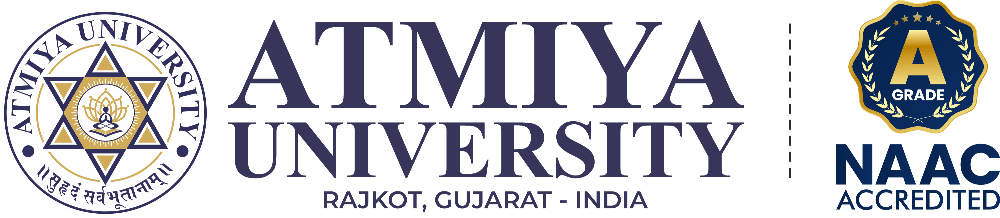 ATMIYA UNIVERSITY
॥ सुहृदं सर्वभूतानाम् ॥
ATMIYA
UNIVERSITY
RAJKOT, GUJARAT - INDIA
A
GRADE
NAAC
ACCREDITED